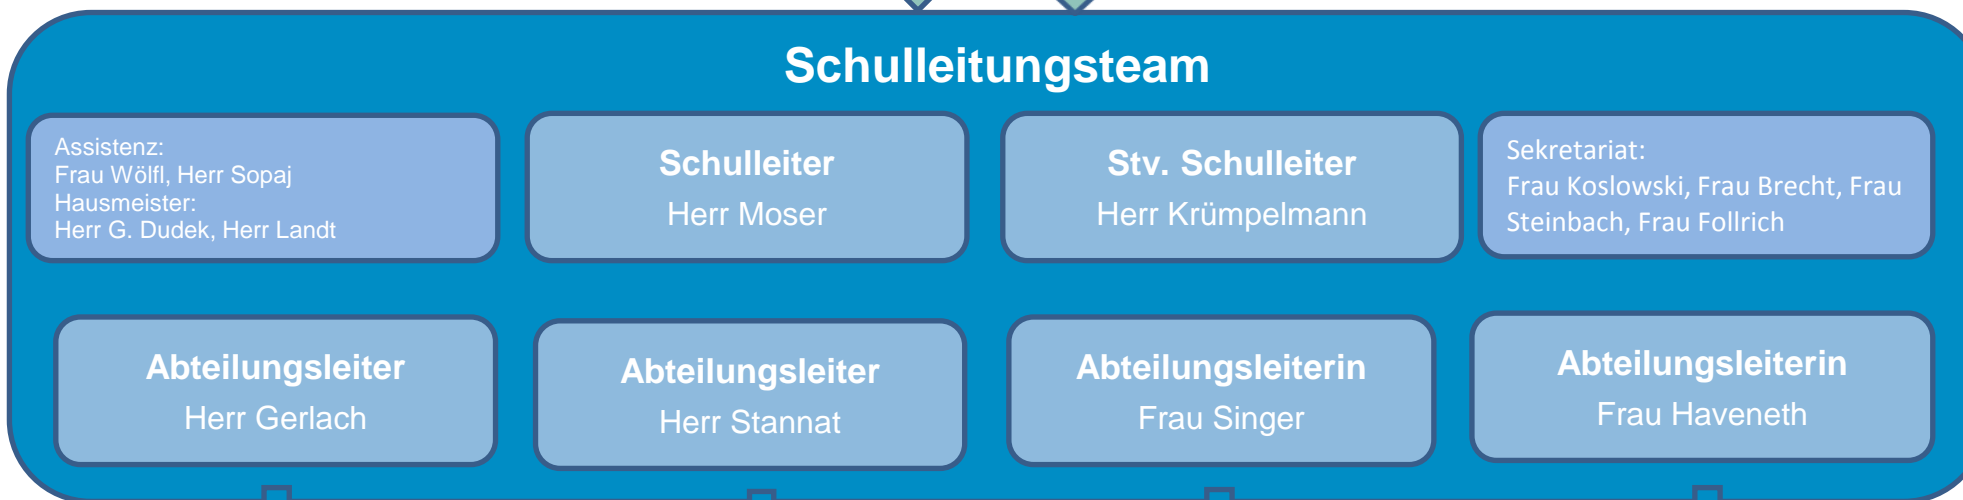 Schulleitungsteam
Assistenz:
Frau Wölfl, Herr Sopaj
Hausmeister:
Herr G. Dudek, Herr Landt
Schulleiter
Herr Moser
Stv. Schulleiter
Herr Krümpelmann
Sekretariat:
Frau Koslowski, Frau Brecht, Frau
Steinbach, Frau Follrich
Abteilungsleiter
Herr Gerlach
Abteilungsleiter
Herr Stannat
Abteilungsleiterin
Frau Singer
Abteilungsleiterin
Frau Haveneth